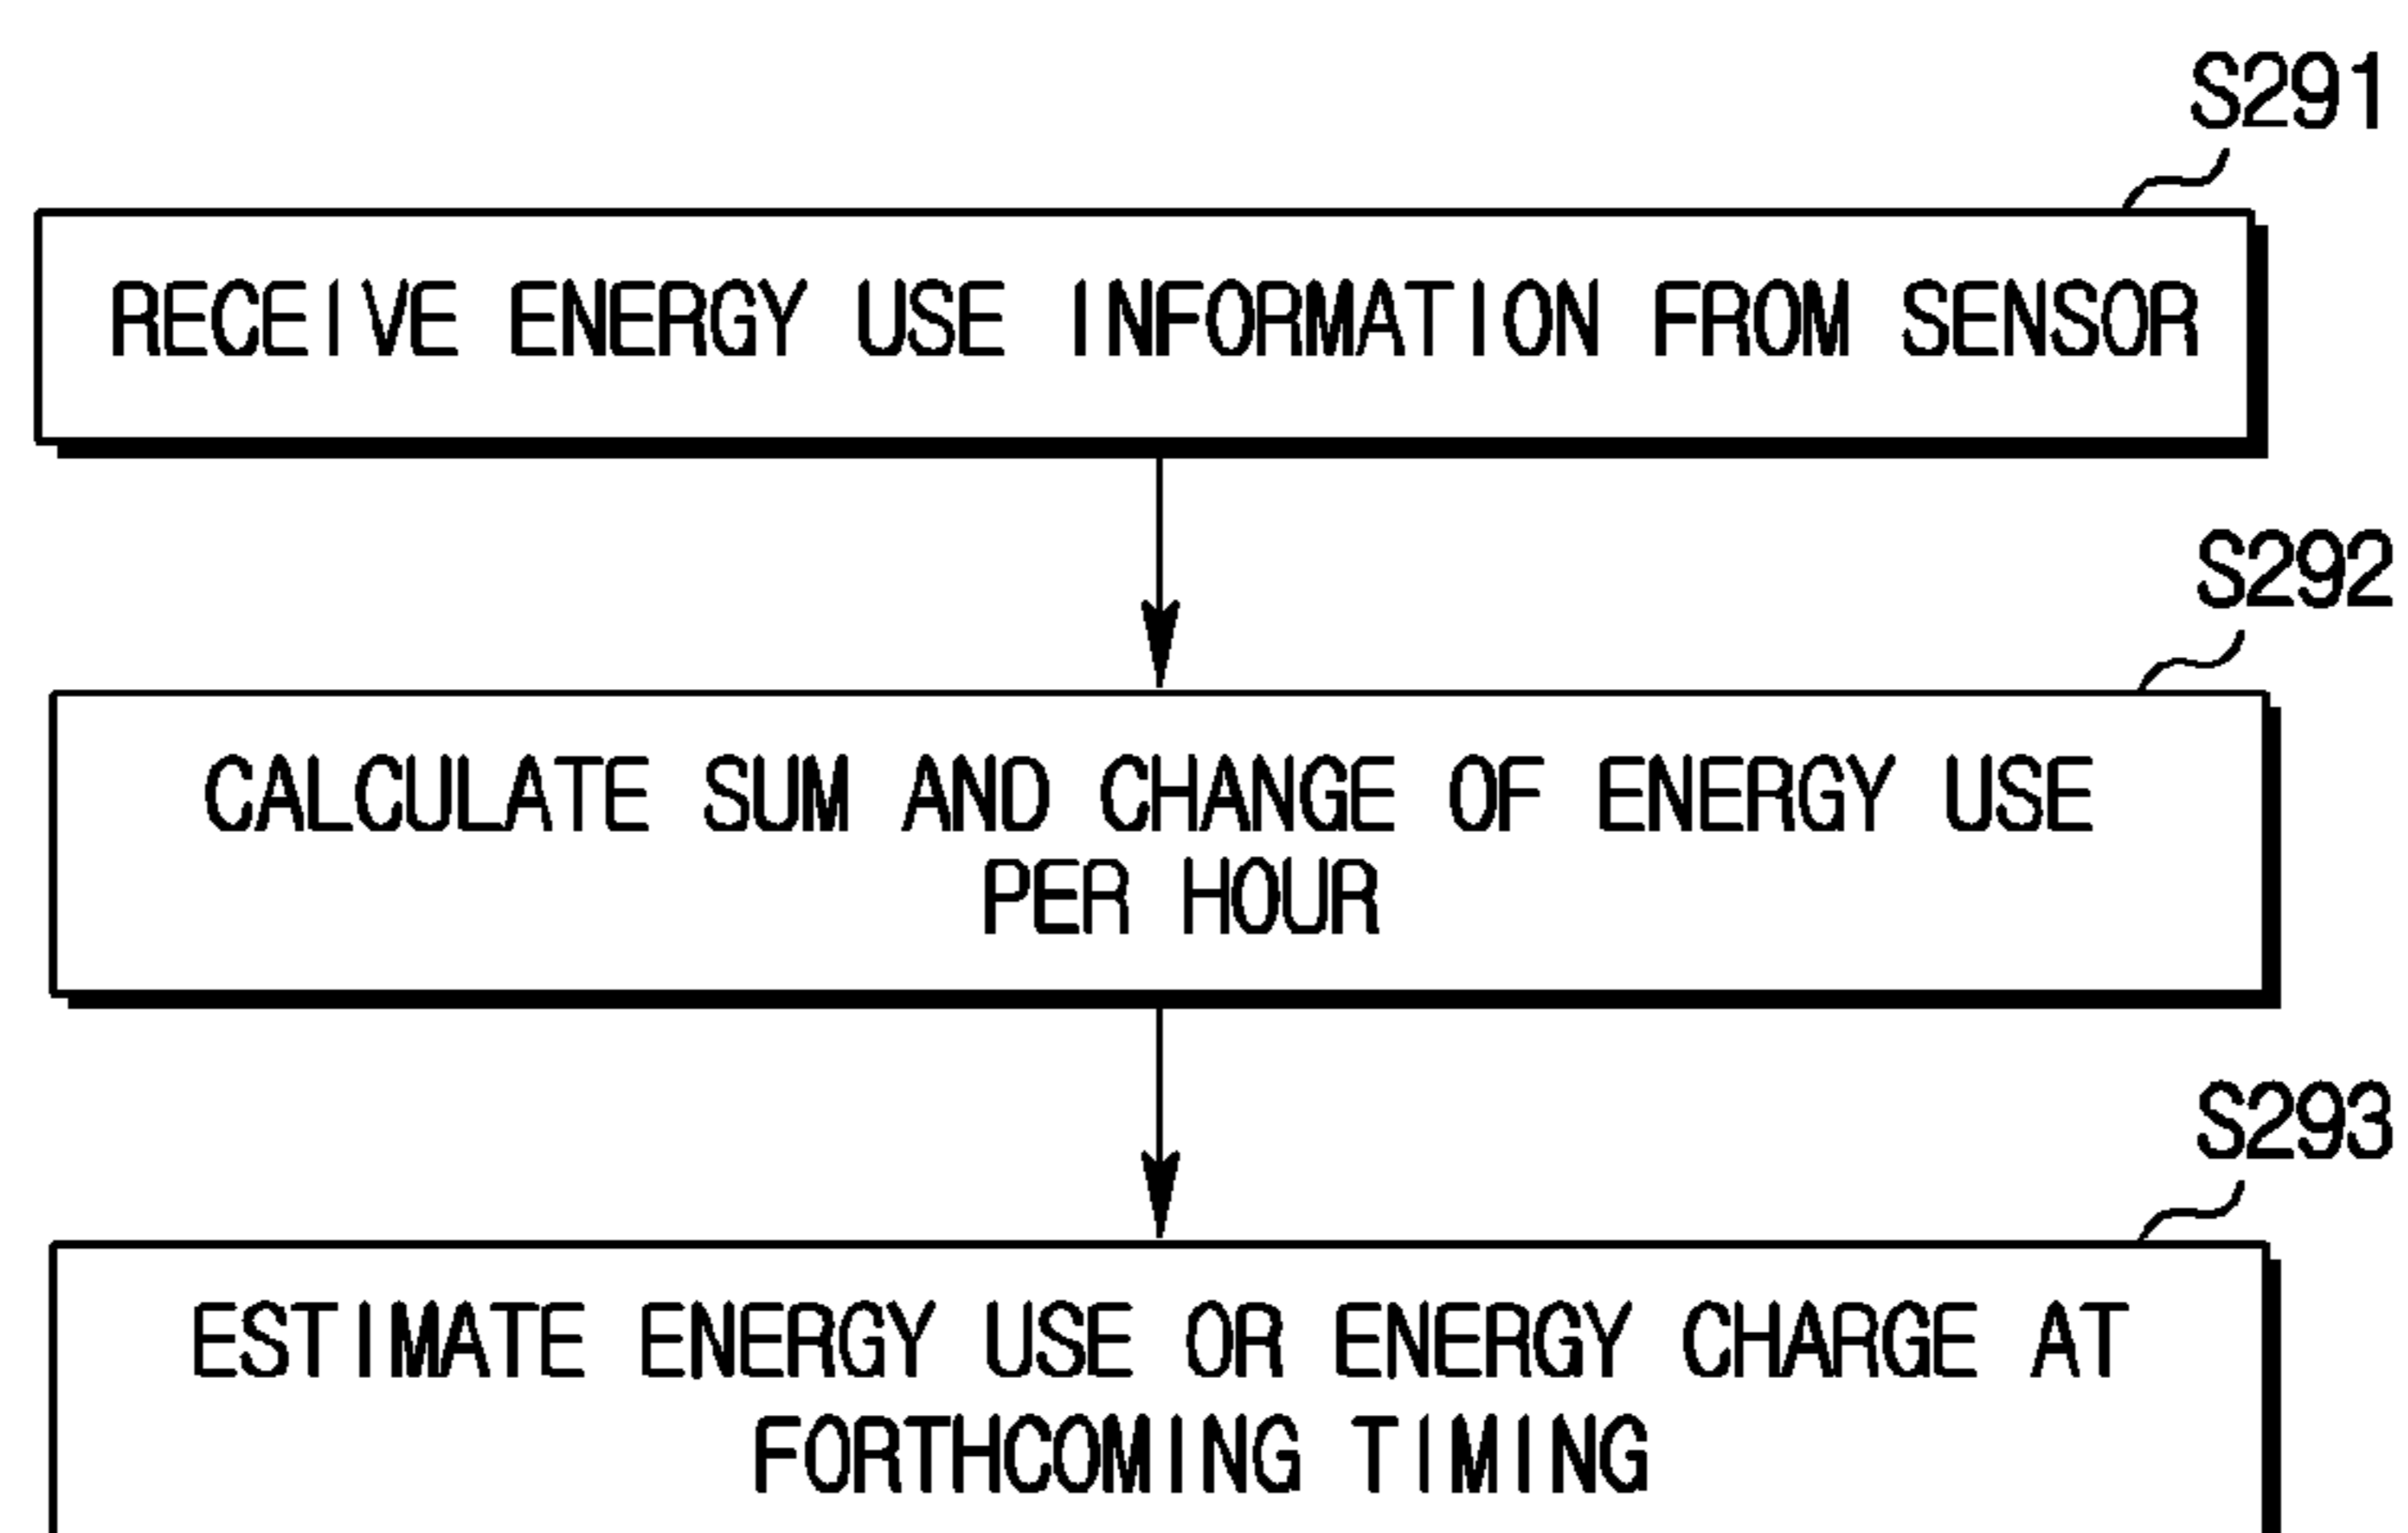 S291
RECEIVE ENERGY USE INFORMATION FROM SENSOR
S292
CALCULATE SUM AND CHANGE OF ENERGY USE
PER HOUR
S293
ESTIMATE ENERGY USE OR ENERGY CHARGE AT
FORTHCOMING TIMING